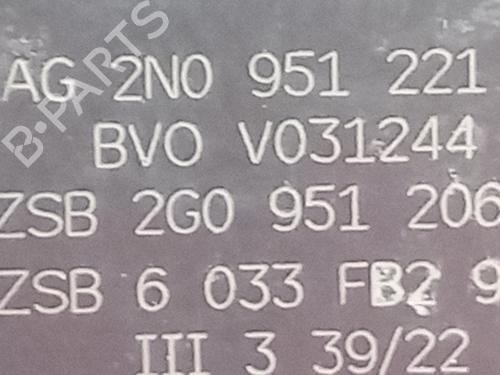 B-PARTS
AG 2N0 951 221
BVO V031244
ZSB 2G0 951 206
ZSB 6 033 FB2 9
III 3 39/22